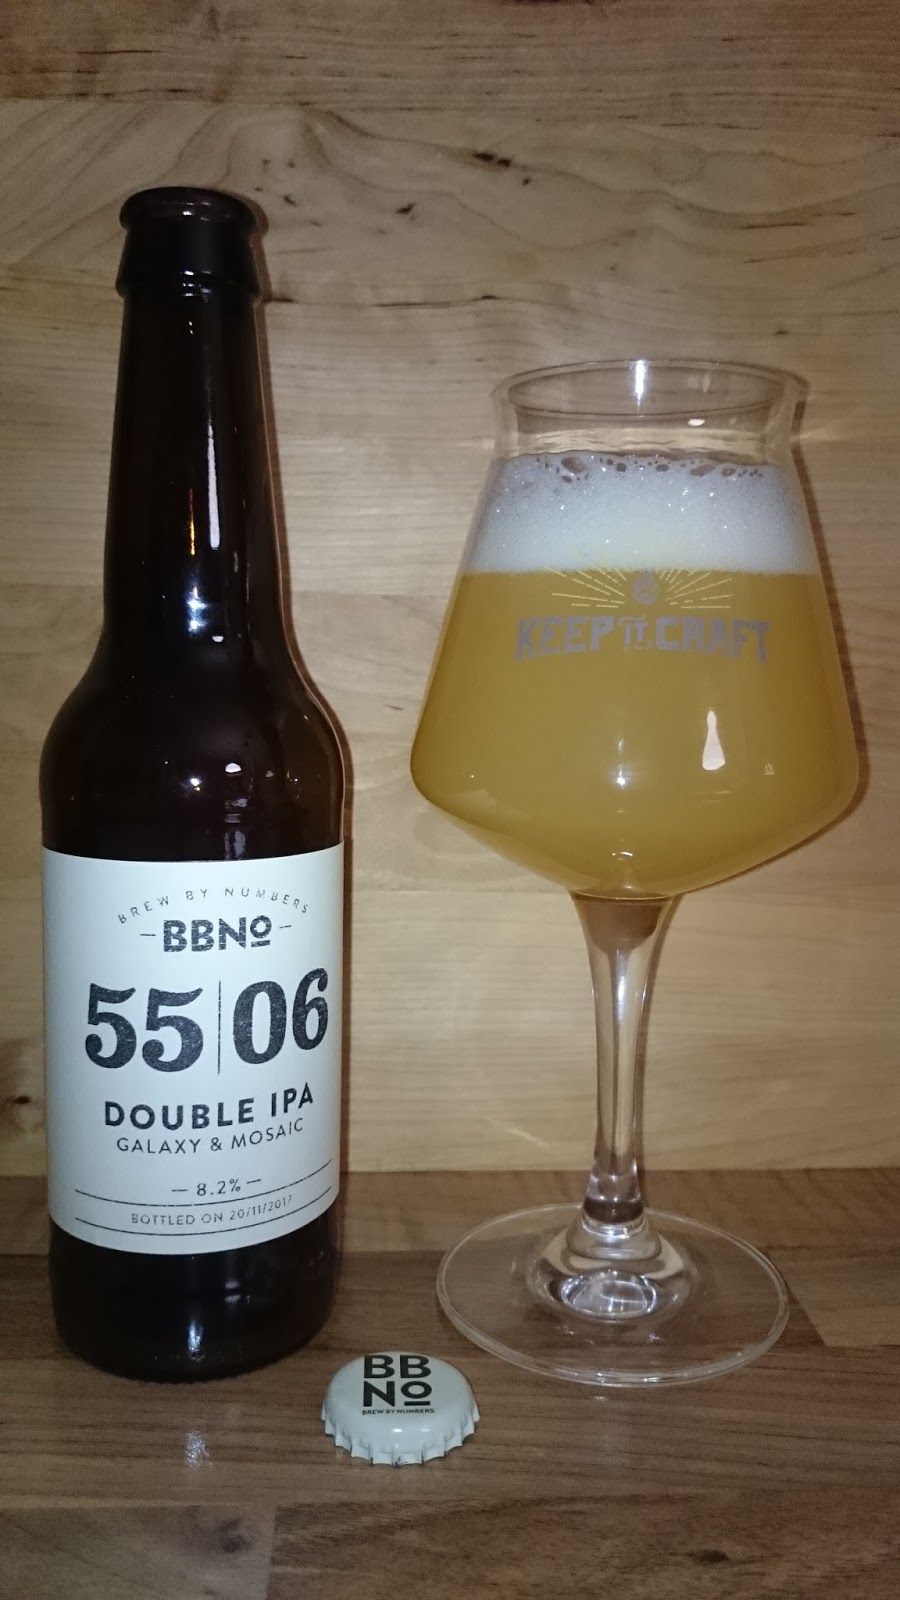 BREW BY NUMBERS
-BBNo-
55|06
DOUBLE IPA
GALAXY & MOSAIC
-8.2%-
BOTTLED ON 20/11/2017
KEEP IT CRAFT
BB
No
BREW BY NUMBERS